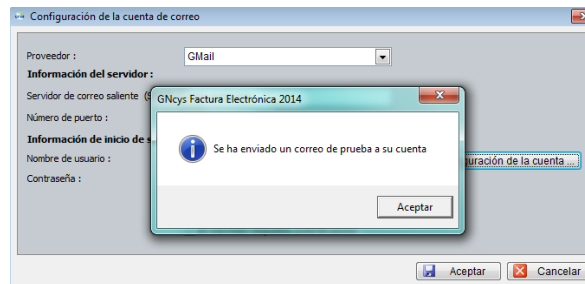 Configuración de la cuenta de correo
Proveedor :
GMail
Información del servidor :
Servidor de correo saliente
Número de puerto :
Información de inicio de
Nombre de usuario :
de la cuenta ...
Contraseña :
GNcys Factura Electrónica 2014
Se ha enviado un correo de prueba a su cuenta
Aceptar
Aceptar
Cancelar